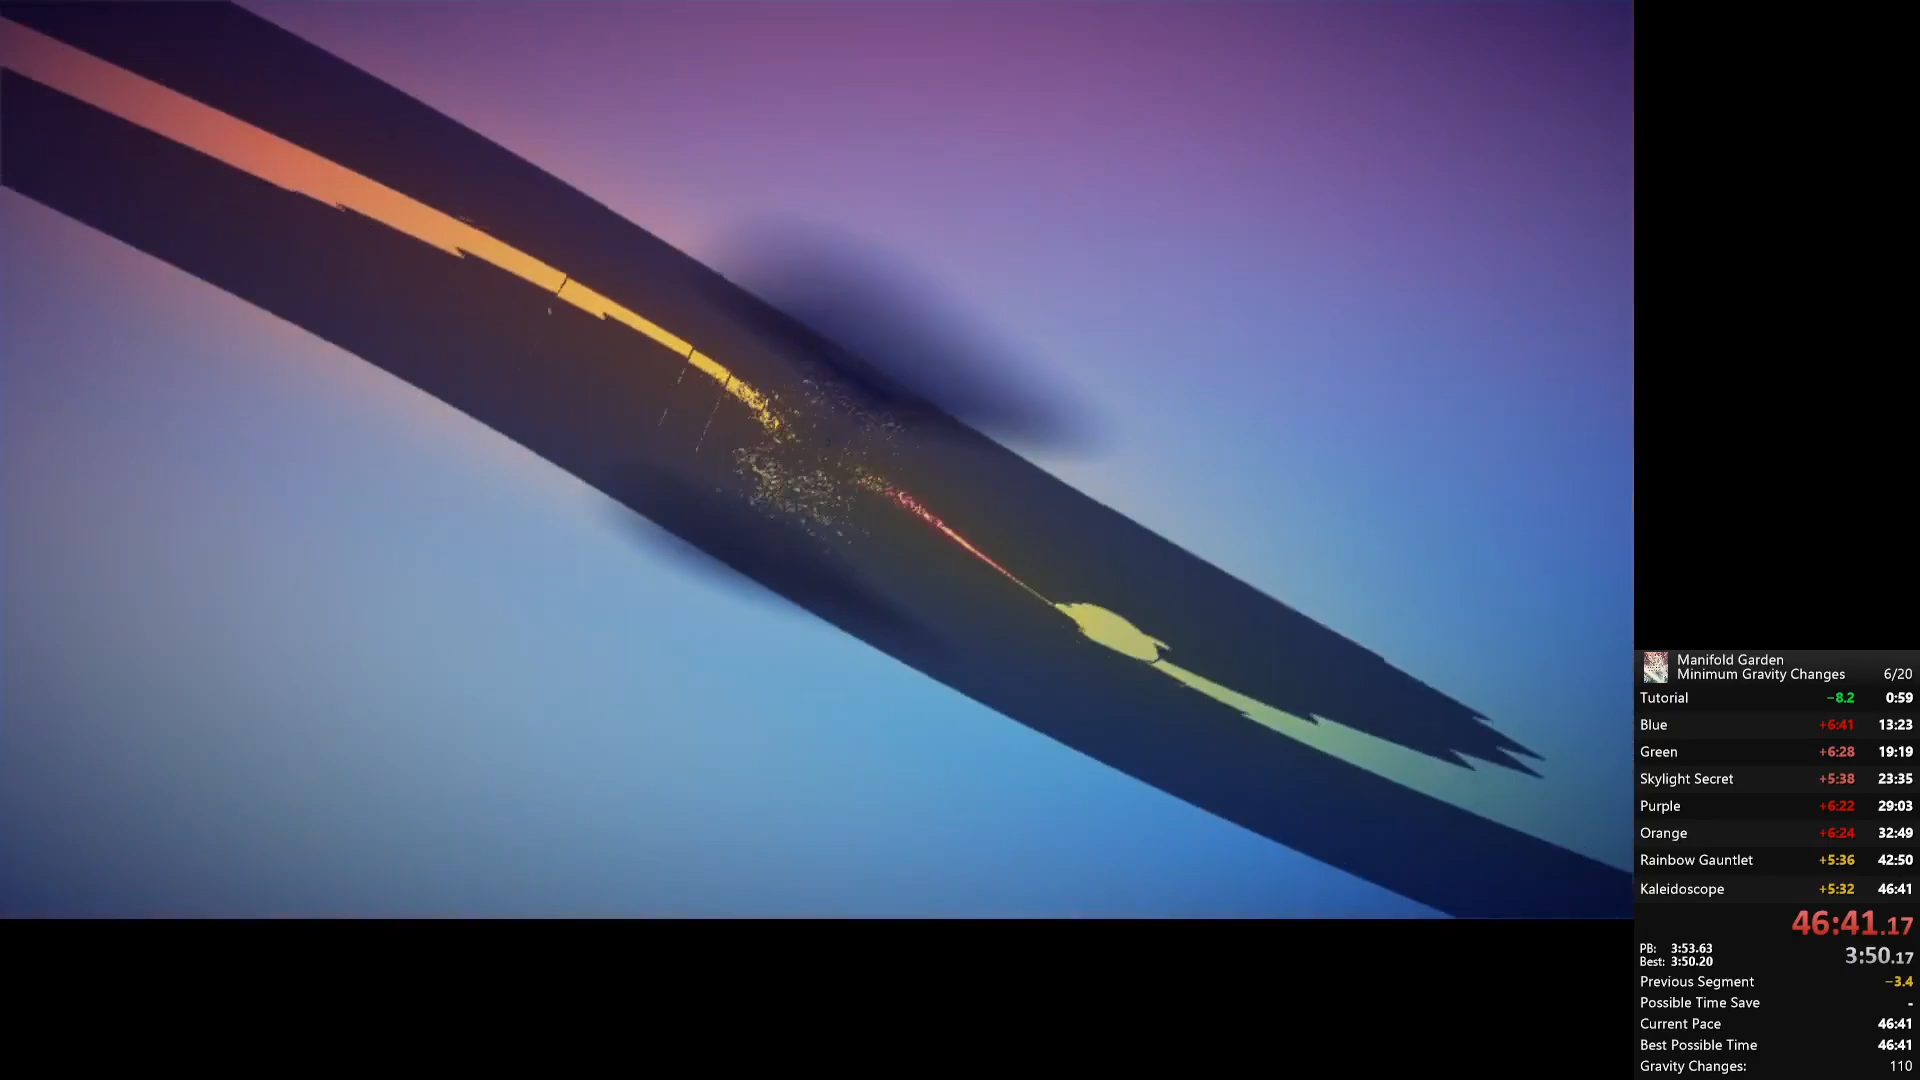 Manifold Garden
Minimum Gravity Changes 6/20
Tutorial −8.2 0:59
Blue +6:41 13:23
Green +6:28 19:19
Skylight Secret +5:38 23:35
Purple +6:22 29:03
Orange +6:24 32:49
Rainbow Gauntlet +5:36 42:50
Kaleidoscope +5:32 46:41
46:41.17
PB: 3:53.63
Best: 3:50.20
3:50.17
Previous Segment −3.4
Possible Time Save -
Current Pace 46:41
Best Possible Time 46:41
Gravity Changes: 110